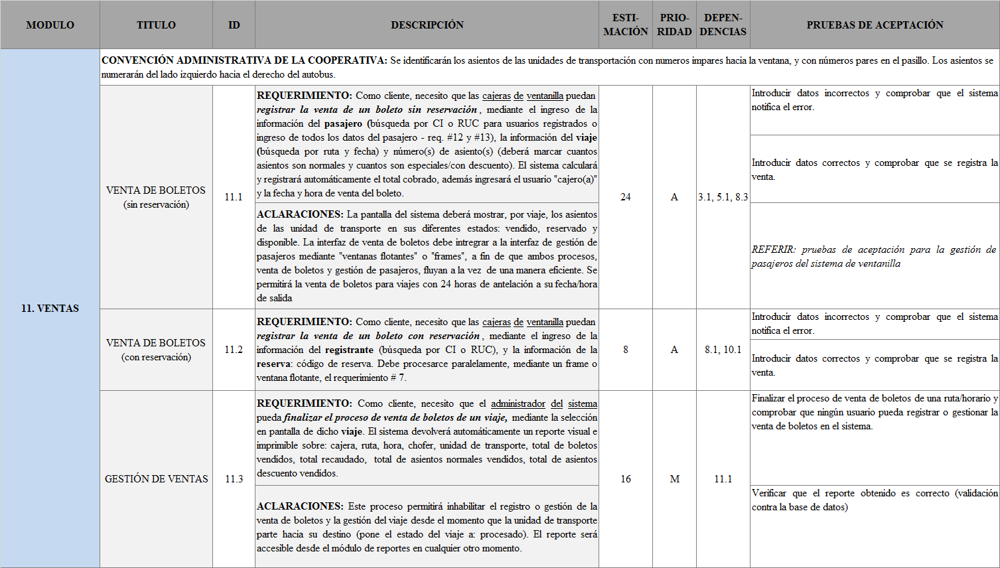 MODULO
TITULO
ID
DESCRIPCIÓN
ESTI-
MACIÓN
PRIO-
RIDAD
DEPEN-
DENCIAS
PRUEBAS DE ACEPTACIÓN
11. VENTAS
CONVENCIÓN ADMINISTRATIVA DE LA COOPERATIVA: Se identificarán los asientos de las unidades de transportación con numeros impares hacia la ventana, y con números pares en el pasillo. Los asientos se
numerarán del lado izquierdo hacia el derecho del autobus.
VENTA DE BOLETOS
(sin reservación)
11.1
REQUERIMIENTO: Como cliente, necesito que las cajeras de ventanilla puedan
registrar la venta de un boleto sin reservación, mediante el ingreso de la
información del pasajero (búsqueda por CI o RUC para usuarios registrados o
ingreso de todos los datos del pasajero - req. #12 y #13), la información del viaje
(búsqueda por ruta y fecha) y número(s) de asiento(s) (deberá marcar cuantos
asientos son normales y cuantos son especiales/con descuento). El sistema calculará
y registrará automáticamente el total cobrado, además ingresará el usuario "cajero(a)"
y la fecha y hora de venta del boleto.
ACLARACIONES: La pantalla del sistema deberá mostrar, por viaje, los asientos
de las unidad de transporte en sus diferentes estados: vendido, reservado y
disponible. La interfaz de venta de boletos debe intregrar a la interfaz de gestión de
pasajeros mediante "ventanas flotantes" o "frames", a fin de que ambos procesos,
venta de boletos y gestión de pasajeros, fluyan a la vez de una manera eficiente. Se
permitirá la venta de boletos para viajes con 24 horas de antelación a su fecha/hora
de salida
24
A
3.1, 5.1, 8.3
Introducir datos incorrectos y comprobar que el sistema
notifica el error.
Introducir datos correctos y comprobar que se registra la
venta.
REFERIR: pruebas de aceptación para la gestión de
pasajeros del sistema de ventanilla
VENTA DE BOLETOS
(con reservación)
11.2
REQUERIMIENTO: Como cliente, necesito que las cajeras de ventanilla puedan
registrar la venta de un boleto con reservación, mediante el ingreso de la
información del registrante (búsqueda por CI o RUC), y la información de la
reserva: código de reserva. Debe procesarce paralelamente, mediante un frame o
ventana flotante, el requerimiento # 7.
8
A
8.1, 10.1
Introducir datos incorrectos y comprobar que el sistema
notifica el error.
Introducir datos correctos y comprobar que se registra la
venta.
GESTIÓN DE VENTAS
11.3
REQUERIMIENTO: Como cliente, necesito que el administrador del sistema
pueda finalizar el proceso de venta de boletos de un viaje, mediante la selección
en pantalla de dicho viaje. El sistema devolverá automáticamente un reporte visual e
imprimible sobre: cajera, ruta, hora, chofer, unidad de transporte, total de boletos
vendidos, total recaudado, total de asientos normales vendidos, total de asientos
descuento vendidos.
ACLARACIONES: Este proceso permitirá inhabilitar el registro o gestión de la
venta de boletos y la gestión del viaje desde el momento que la unidad de transporte
parte hacia su destino (pone el estado del viaje a: procesado). El reporte será
accesible desde el módulo de reportes en cualquier otro momento.
16
M
11.1
Finalizar el proceso de venta de boletos de una ruta/horario y
comprobar que ningún usuario pueda registrar o gestionar la
venta de boletos en el sistema.
Verificar que el reporte obtenido es correcto (validación
contra la base de datos)